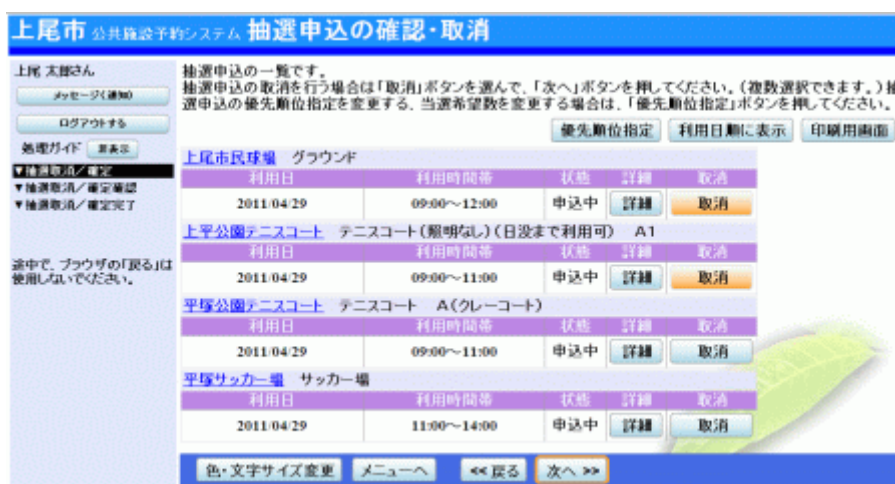 上尾市 公共施設予約システム 抽選申込の確認・取消
上尾 太郎さん
メッセージ(通知)
ログアウトする
処理ガイド 非表示
▼抽選取消/確定
▼抽選取消/確定確認
▼抽選取消/確定完了
途中で、ブラウザの「戻る」は
使用しないでください。
抽選申込の一覧です。
抽選申込の取消を行う場合は「取消」ボタンを選んで、「次へ」ボタンを押してください。(複数選択できます。)抽
選申込の優先順位指定を変更する、当選希望数を変更する場合は、「優先順位指定」ボタンを押してください。
優先順位指定 利用日順に表示 印刷用画面
上尾市民球場 グラウンド
利用日 利用時間帯 状態 詳細 取消
2011/04/29 09:00～12:00 申込中 詳細 取消
上平公園テニスコート テニスコート(照明なし)(日没まで利用可) A1
利用日 利用時間帯 状態 詳細 取消
2011/04/29 09:00～11:00 申込中 詳細 取消
平塚公園テニスコート テニスコート A(クレーコート)
利用日 利用時間帯 状態 詳細 取消
2011/04/29 09:00～11:00 申込中 詳細 取消
平塚サッカー場 サッカー場
利用日 利用時間帯 状態 詳細 取消
2011/04/29 11:00～14:00 申込中 詳細 取消
色・文字サイズ変更 メニューへ << 戻る 次へ >>